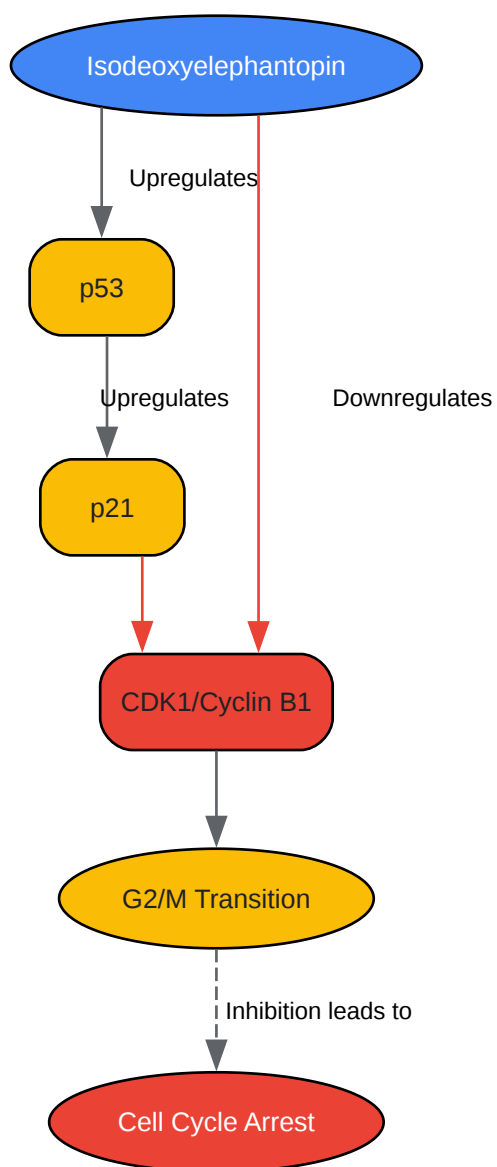 Isodeoxyelephantopin
Upregulates
p53
Upregulates
Downregulates
p21
CDK1/Cyclin B1
G2/M Transition
Inhibition leads to
Cell Cycle Arrest